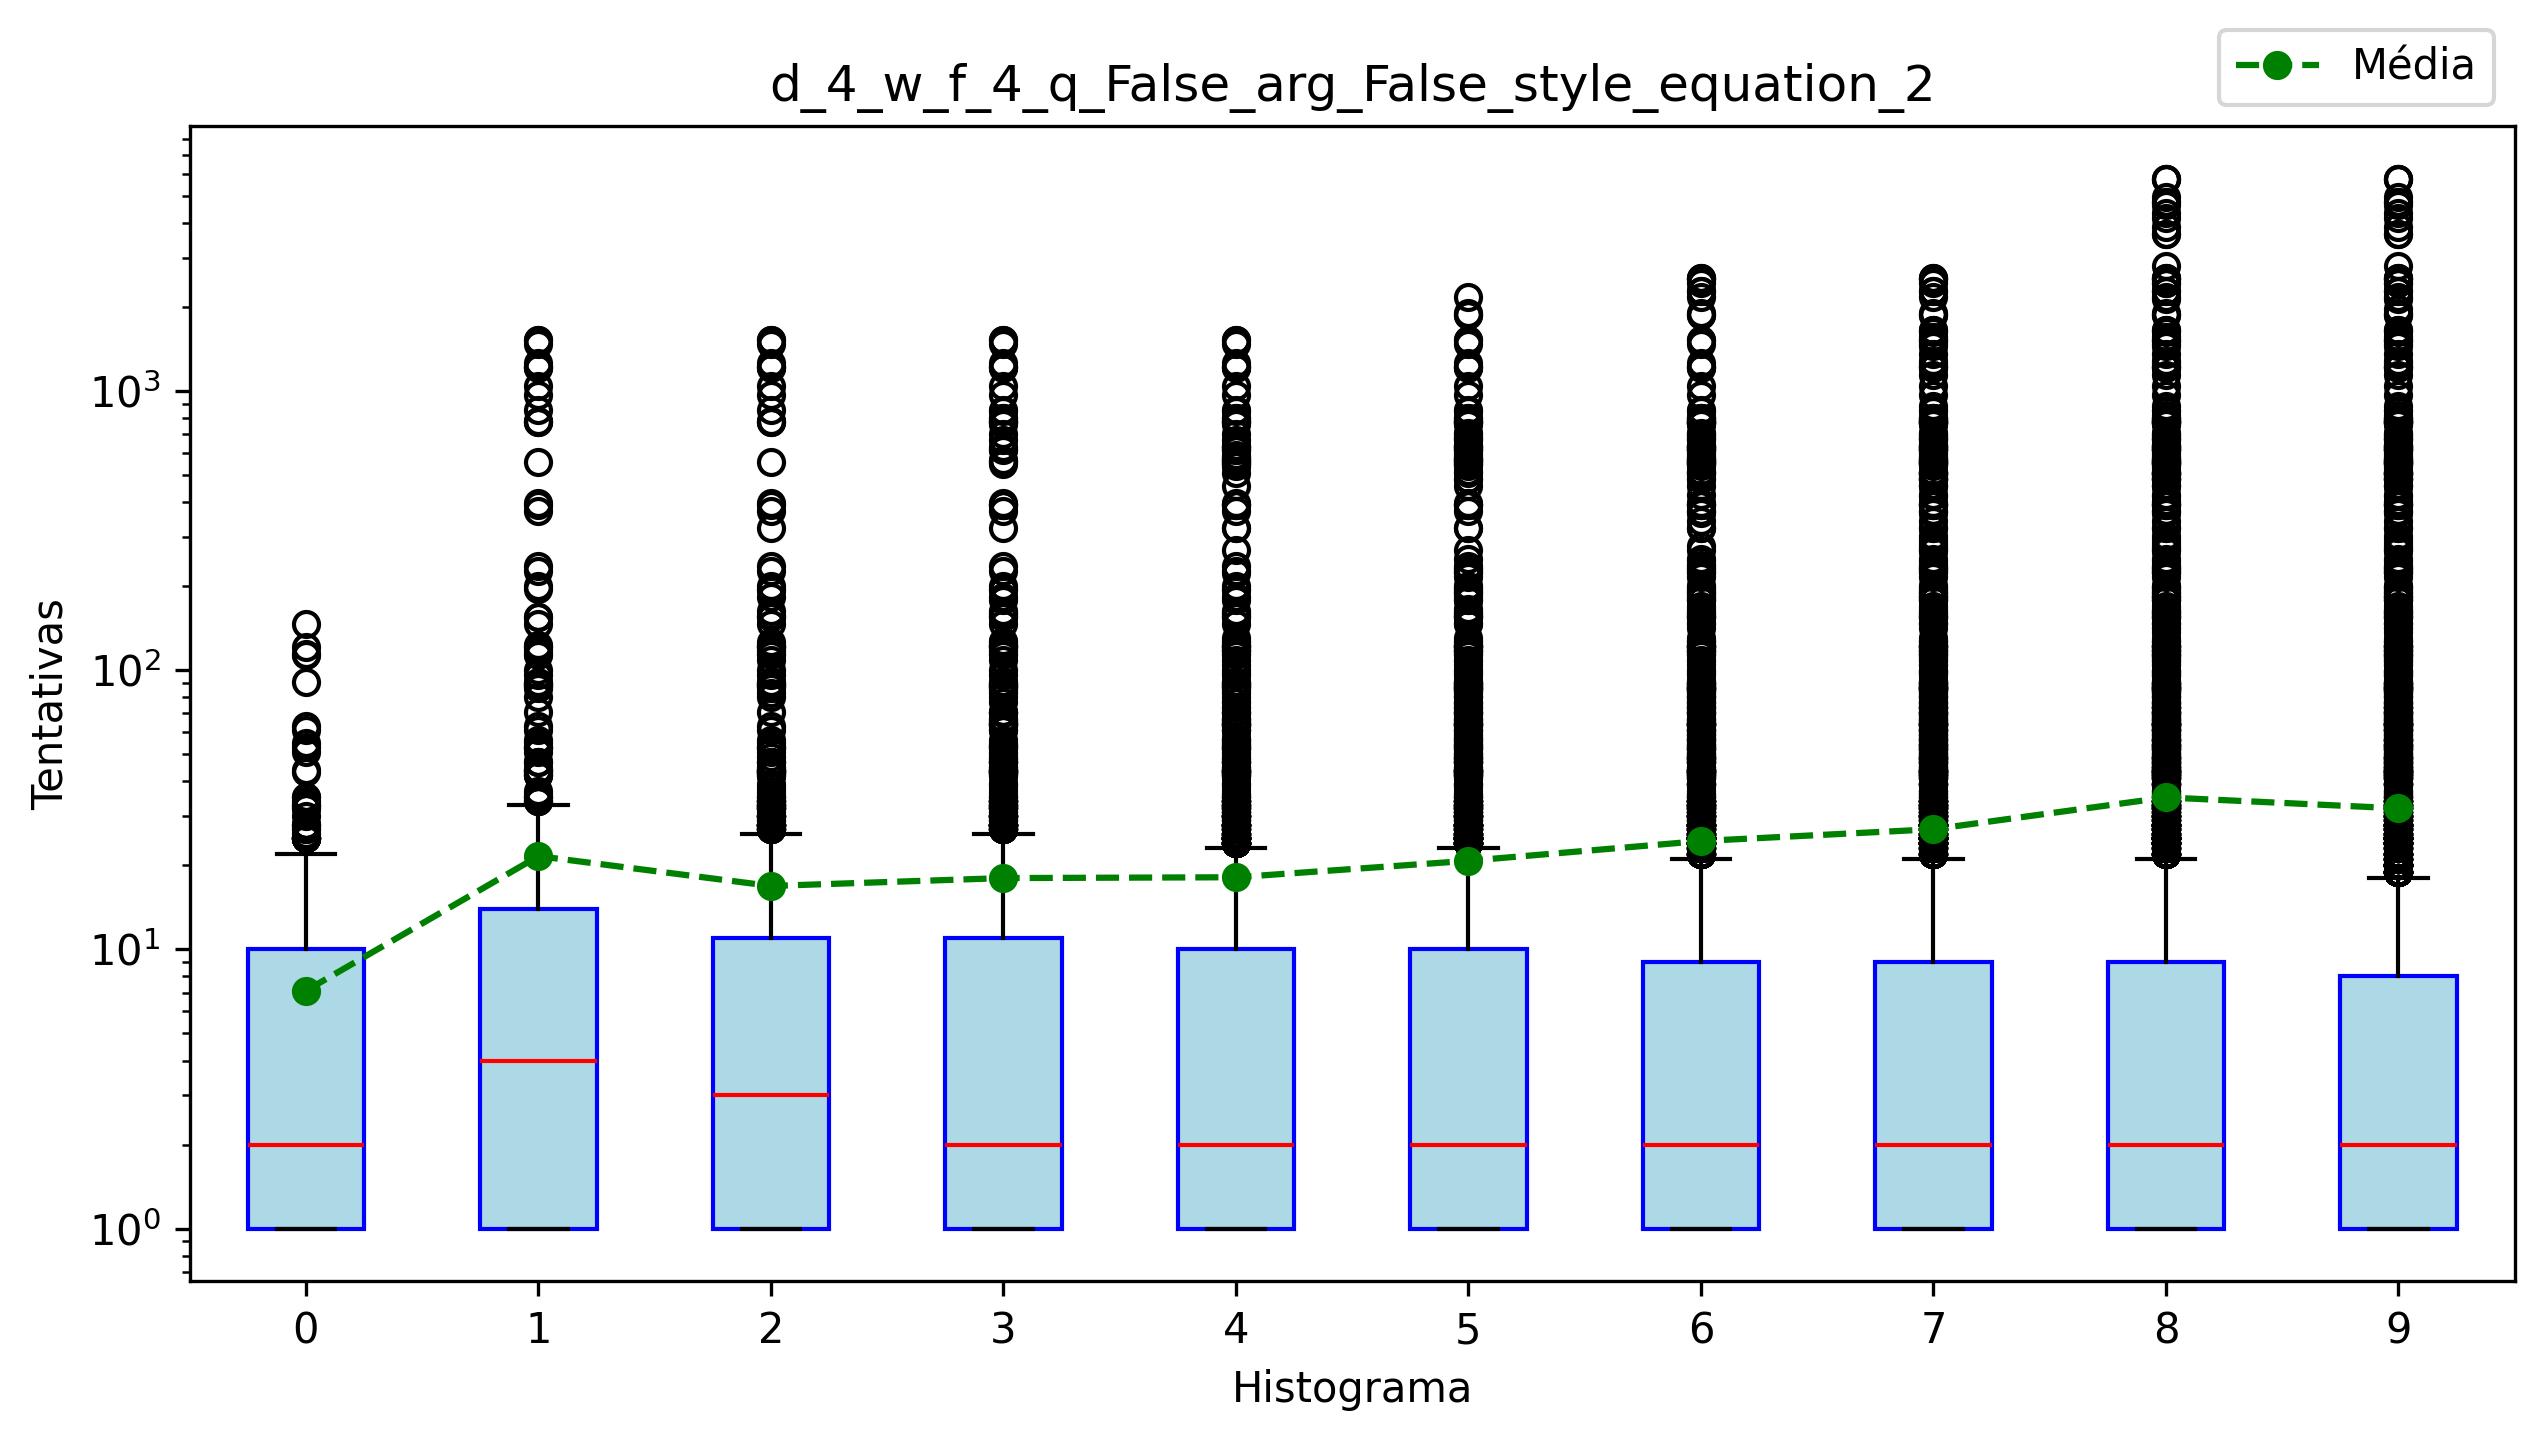 d_4_w_f_4_q_False_arg_False_style_equation_2
Média
Tentativas
10³
10²
10¹
10⁰
0 1 2 3 4 5 6 7 8 9
Histograma